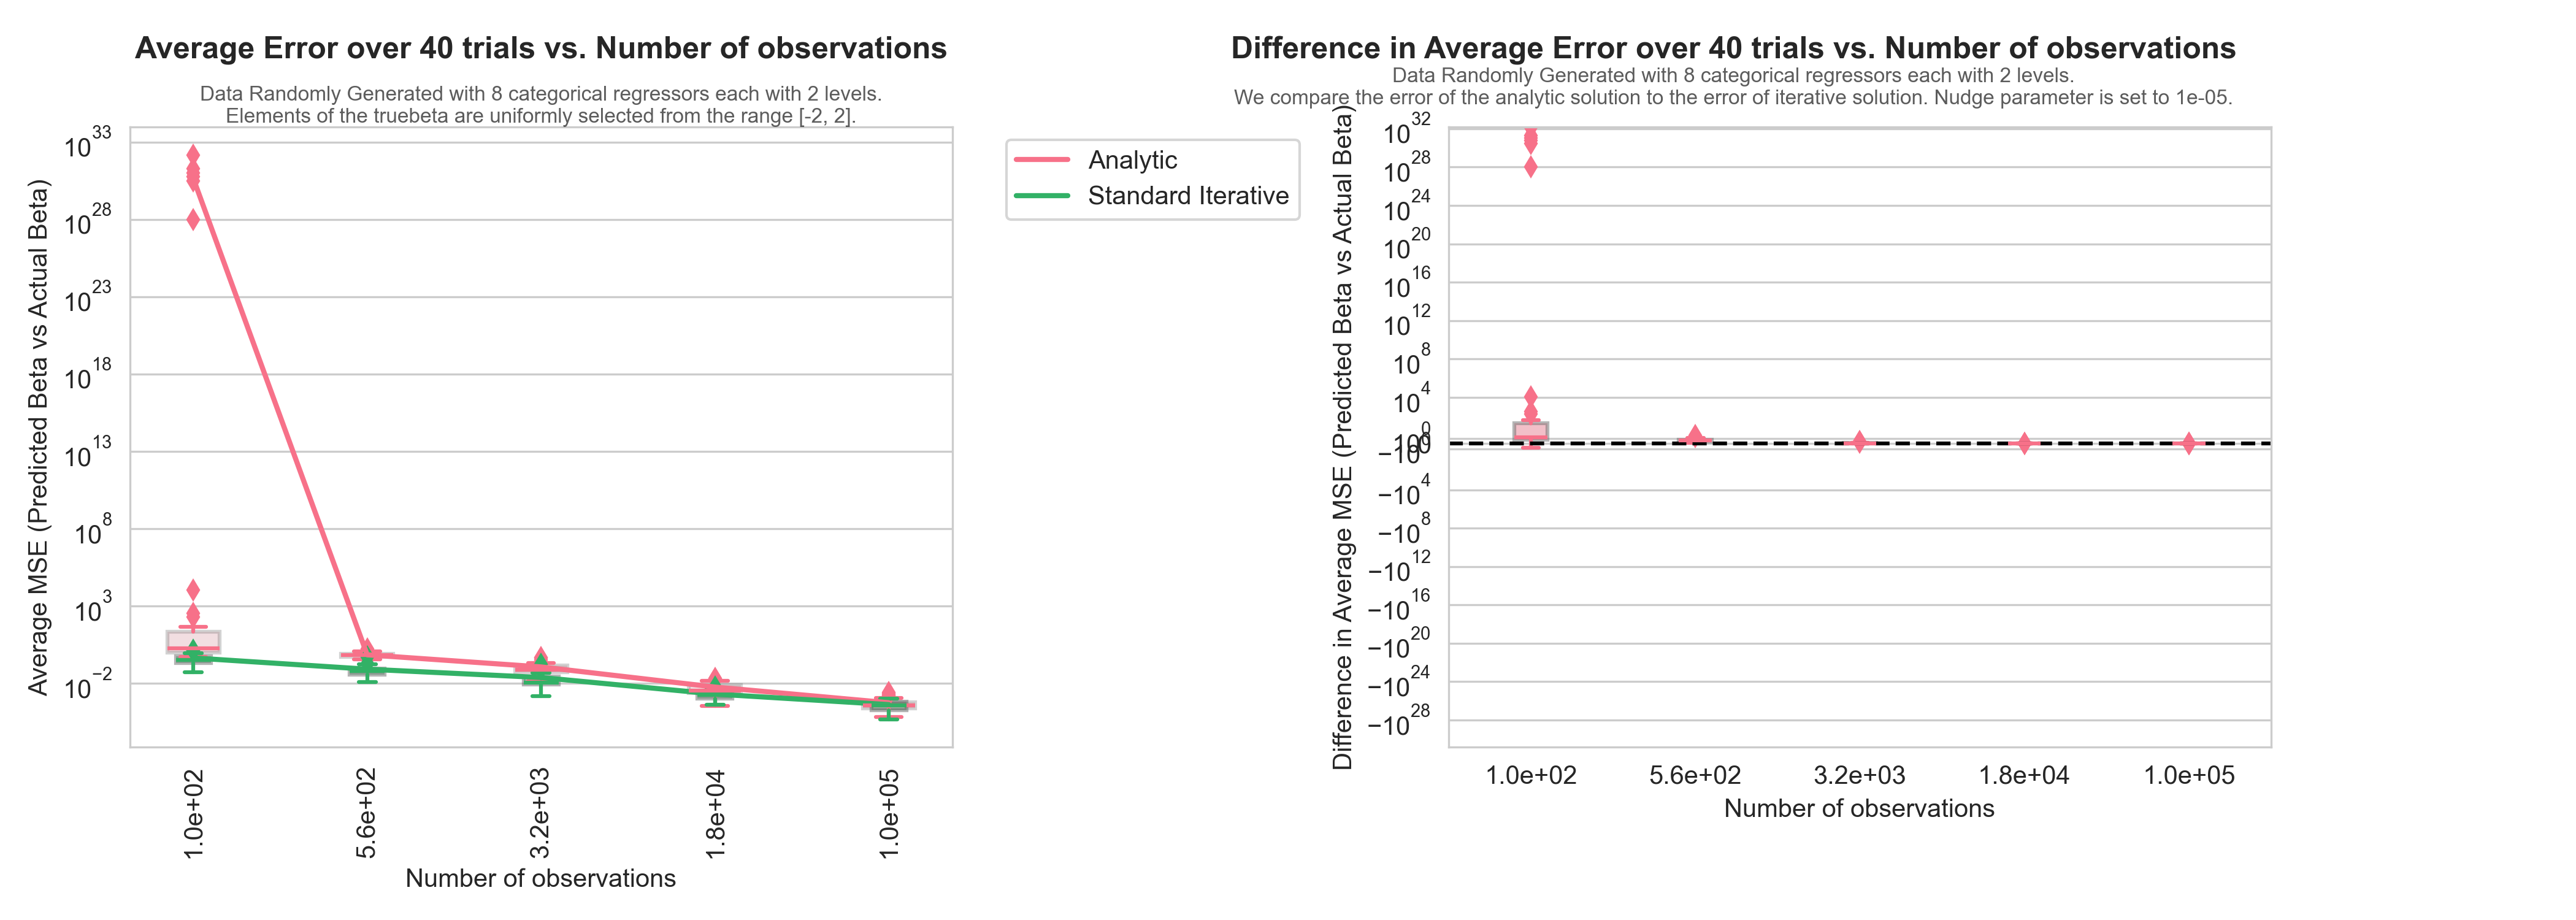 Average Error over 40 trials vs. Number of observations
Data Randomly Generated with 8 categorical regressors each with 2 levels.
Elements of the truebeta are uniformly selected from the range [-2, 2].
Average MSE (Predicted Beta vs Actual Beta)
10^33
10^28
10^23
10^18
10^13
10^8
10^3
10^−2
1.0e+02
5.6e+02
3.2e+03
1.8e+04
1.0e+05
Number of observations
Analytic
Standard Iterative
Difference in Average Error over 40 trials vs. Number of observations
Data Randomly Generated with 8 categorical regressors each with 2 levels.
We compare the error of the analytic solution to the error of iterative solution. Nudge parameter is set to 1e-05.
Difference in Average MSE (Predicted Beta vs Actual Beta)
10^32
10^28
10^24
10^20
10^16
10^12
10^8
10^4
10^0
0
−10^0
−10^4
−10^8
−10^12
−10^16
−10^20
−10^24
−10^28
1.0e+02
5.6e+02
3.2e+03
1.8e+04
1.0e+05
Number of observations